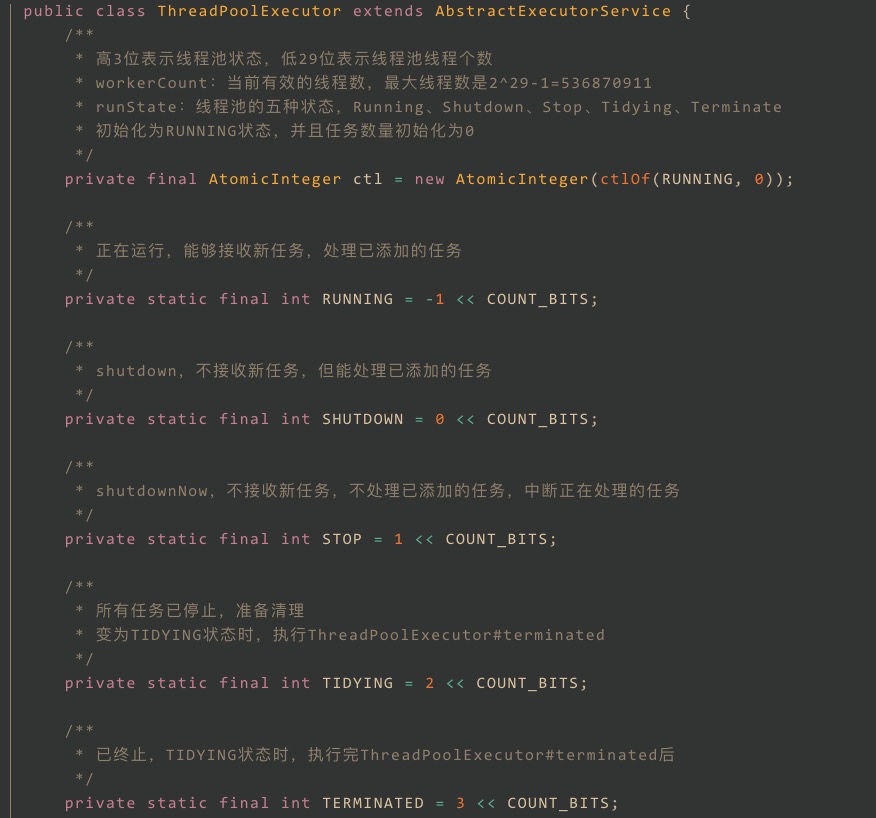 public class ThreadPoolExecutor extends AbstractExecutorService {
/**
* 高3位表示线程池状态，低29位表示线程池线程个数
* workerCount：当前有效的线程数，最大线程数是2^29-1=536870911
* runState：线程池的五种状态，Running、Shutdown、Stop、Tidying、Terminate
* 初始化为RUNNING状态，并且任务数量初始化为0
*/
private final AtomicInteger ctl = new AtomicInteger(ctlOf(RUNNING, 0));
/**
* 正在运行，能够接收新任务，处理已添加的任务
*/
private static final int RUNNING = -1 << COUNT_BITS;
/**
* shutdown，不接收新任务，但能处理已添加的任务
*/
private static final int SHUTDOWN = 0 << COUNT_BITS;
/**
* shutdownNow，不接收新任务，不处理已添加的任务，中断正在处理的任务
*/
private static final int STOP = 1 << COUNT_BITS;
/**
* 所有任务已停止，准备清理
* 变为TIDYING状态时，执行ThreadPoolExecutor#terminated
*/
private static final int TIDYING = 2 << COUNT_BITS;
/**
* 已终止，TIDYING状态时，执行完ThreadPoolExecutor#terminated后
*/
private static final int TERMINATED = 3 << COUNT_BITS;